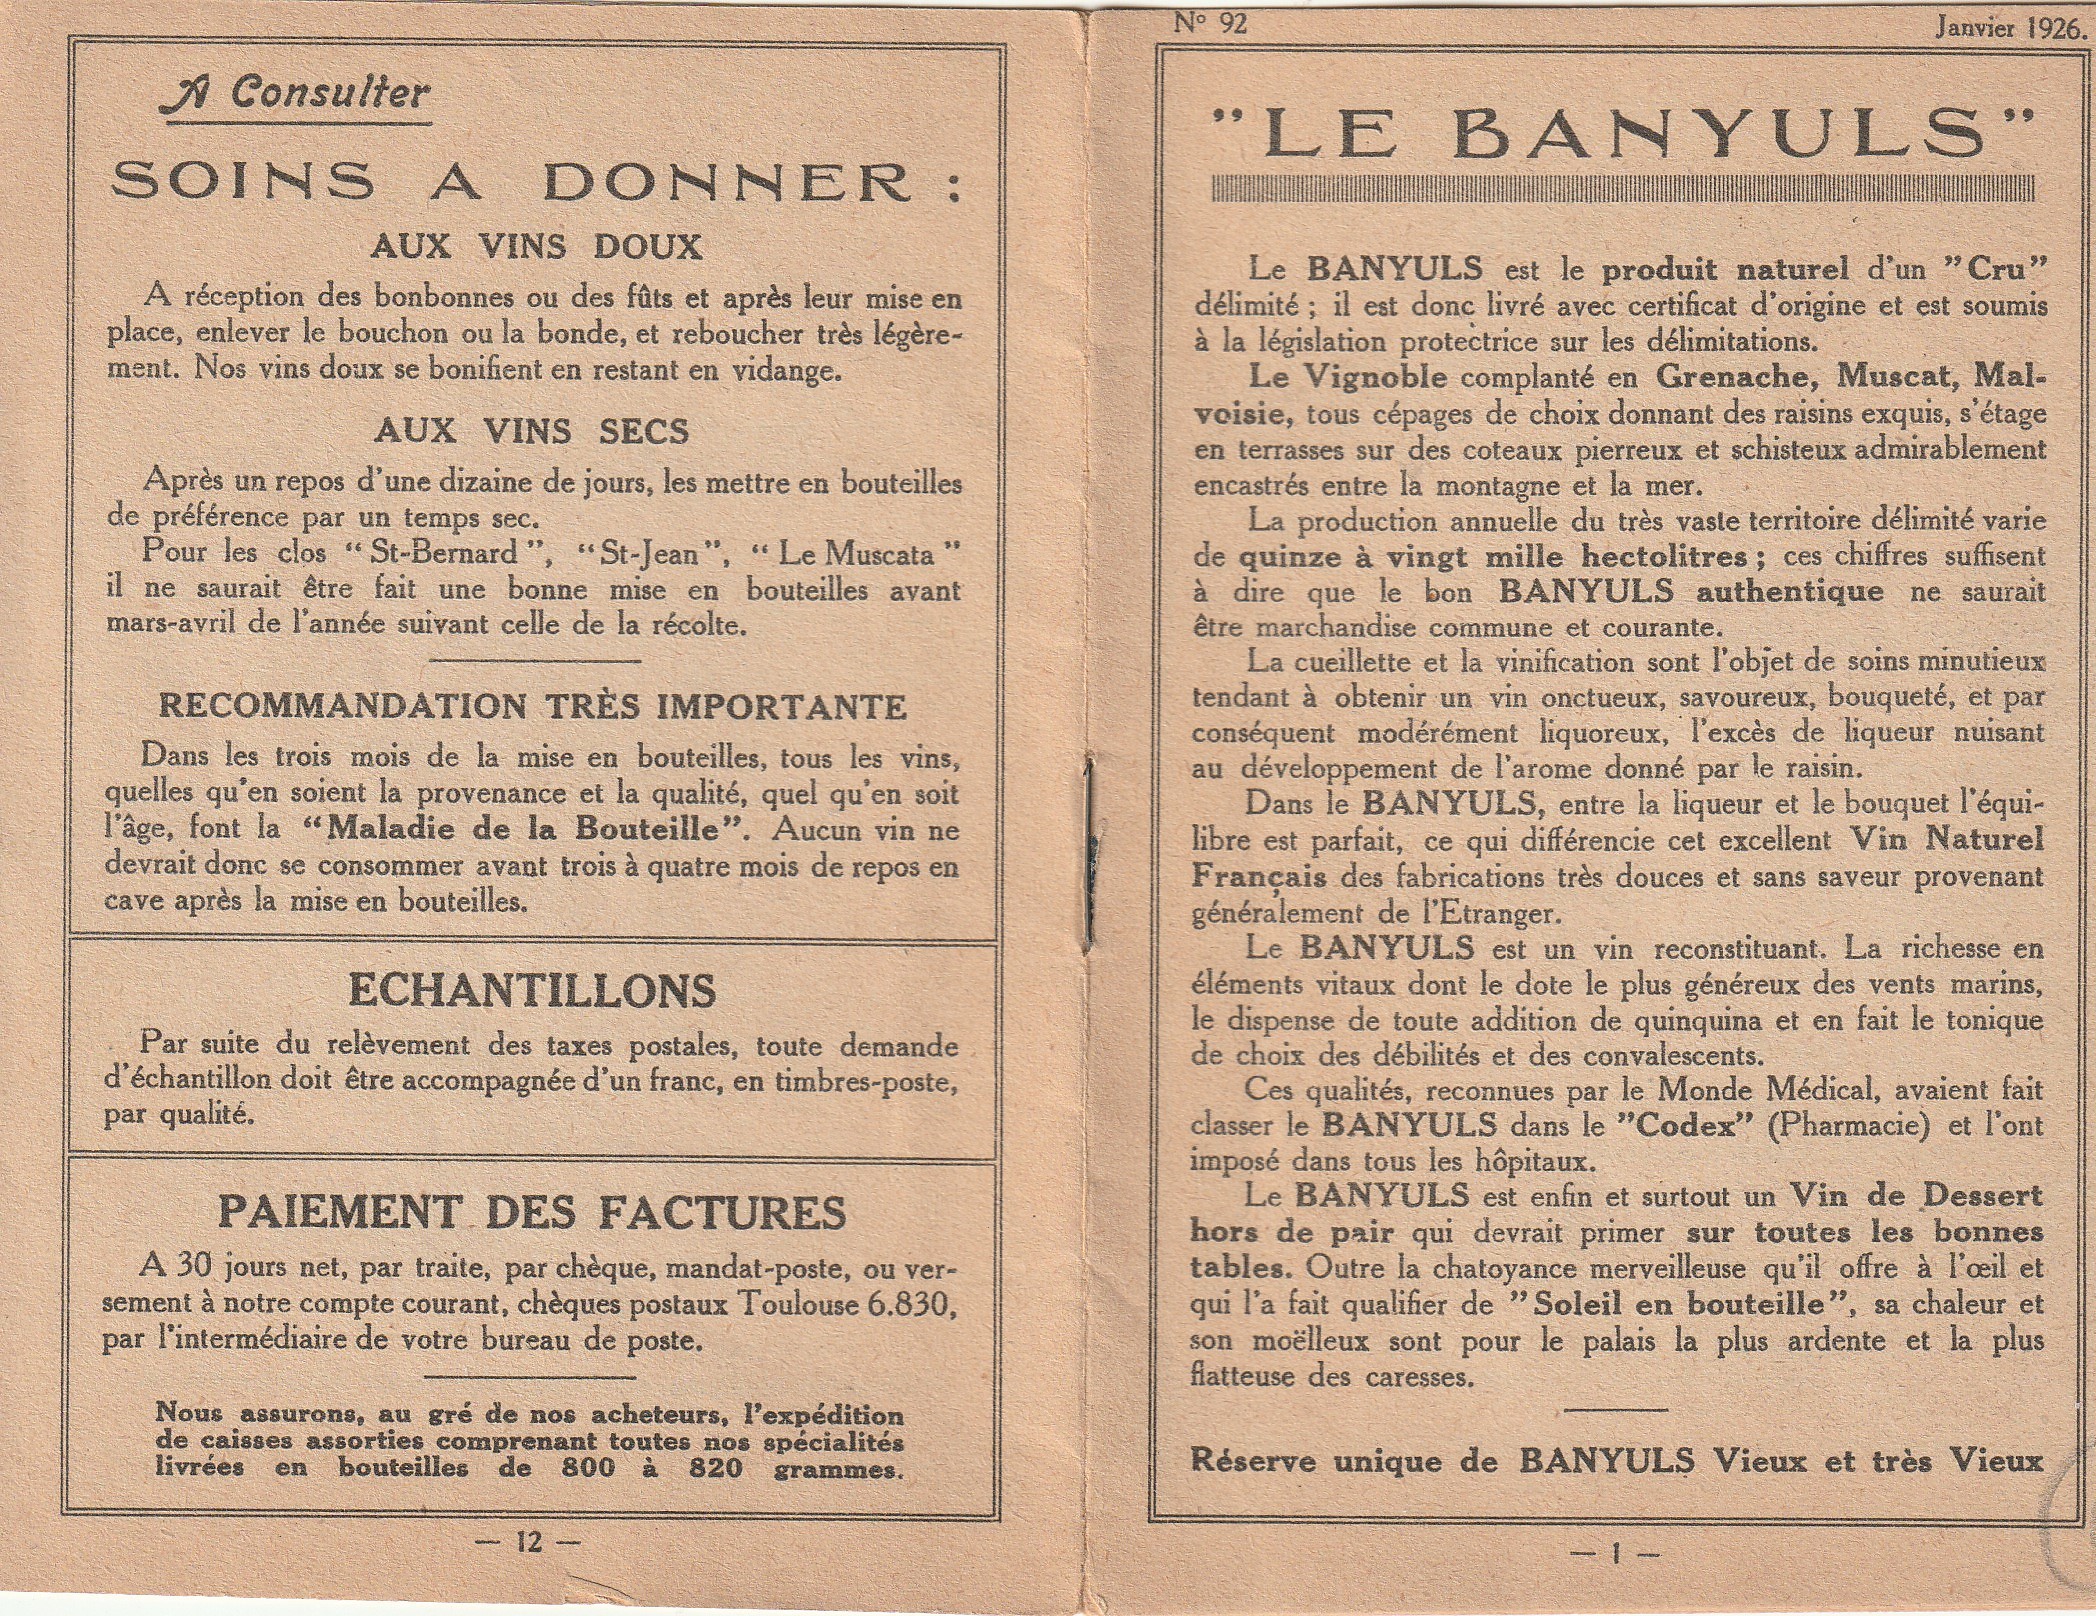 A Consulter
SOINS A DONNER :
AUX VINS DOUX
A réception des bonbonnes ou des fûts et après leur mise en
place, enlever le bouchon ou la bonde, et reboucher très légère-
ment. Nos vins doux se bonifient en restant en vidange.
AUX VINS SECS
Après un repos d'une dizaine de jours, les mettre en bouteilles
de préférence par un temps sec.
Pour les clos “ St-Bernard ”, “ St-Jean ”, “ Le Muscata ”
il ne saurait être fait une bonne mise en bouteilles avant
mars-avril de l'année suivant celle de la récolte.
RECOMMANDATION TRÈS IMPORTANTE
Dans les trois mois de la mise en bouteilles, tous les vins,
quelles qu'en soient la provenance et la qualité, quel qu'en soit
l'âge, font la “Maladie de la Bouteille”. Aucun vin ne
devrait donc se consommer avant trois à quatre mois de repos en
cave après la mise en bouteilles.
ECHANTILLONS
Par suite du relèvement des taxes postales, toute demande
d'échantillon doit être accompagnée d'un franc, en timbres-poste,
par qualité.
PAIEMENT DES FACTURES
A 30 jours net, par traite, par chèque, mandat-poste, ou ver-
sement à notre compte courant, chèques postaux Toulouse 6.830,
par l'intermédiaire de votre bureau de poste.
Nous assurons, au gré de nos acheteurs, l'expédition
de caisses assorties comprenant toutes nos spécialités
livrées en bouteilles de 800 à 820 grammes.
— 12 —
N° 92
Janvier 1926.
”LE BANYULS”
Le BANYULS est le produit naturel d'un ”Cru”
délimité ; il est donc livré avec certificat d'origine et est soumis
à la législation protectrice sur les délimitations.
Le Vignoble complanté en Grenache, Muscat, Mal-
voisie, tous cépages de choix donnant des raisins exquis, s'étage
en terrasses sur des coteaux pierreux et schisteux admirablement
encastrés entre la montagne et la mer.
La production annuelle du très vaste territoire délimité varie
de quinze à vingt mille hectolitres ; ces chiffres suffisent
à dire que le bon BANYULS authentique ne saurait
être marchandise commune et courante.
La cueillette et la vinification sont l'objet de soins minutieux
tendant à obtenir un vin onctueux, savoureux, bouqueté, et par
conséquent modérément liquoreux, l'excès de liqueur nuisant
au développement de l'arome donné par le raisin.
Dans le BANYULS, entre la liqueur et le bouquet l'équi-
libre est parfait, ce qui différencie cet excellent Vin Naturel
Français des fabrications très douces et sans saveur provenant
généralement de l'Etranger.
Le BANYULS est un vin reconstituant. La richesse en
éléments vitaux dont le dote le plus généreux des vents marins,
le dispense de toute addition de quinquina et en fait le tonique
de choix des débilités et des convalescents.
Ces qualités, reconnues par le Monde Médical, avaient fait
classer le BANYULS dans le ”Codex” (Pharmacie) et l'ont
imposé dans tous les hôpitaux.
Le BANYULS est enfin et surtout un Vin de Dessert
hors de pair qui devrait primer sur toutes les bonnes
tables. Outre la chatoyance merveilleuse qu'il offre à l'œil et
qui l'a fait qualifier de ”Soleil en bouteille”, sa chaleur et
son moëlleux sont pour le palais la plus ardente et la plus
flatteuse des caresses.
Réserve unique de BANYULS Vieux et très Vieux
— 1 —